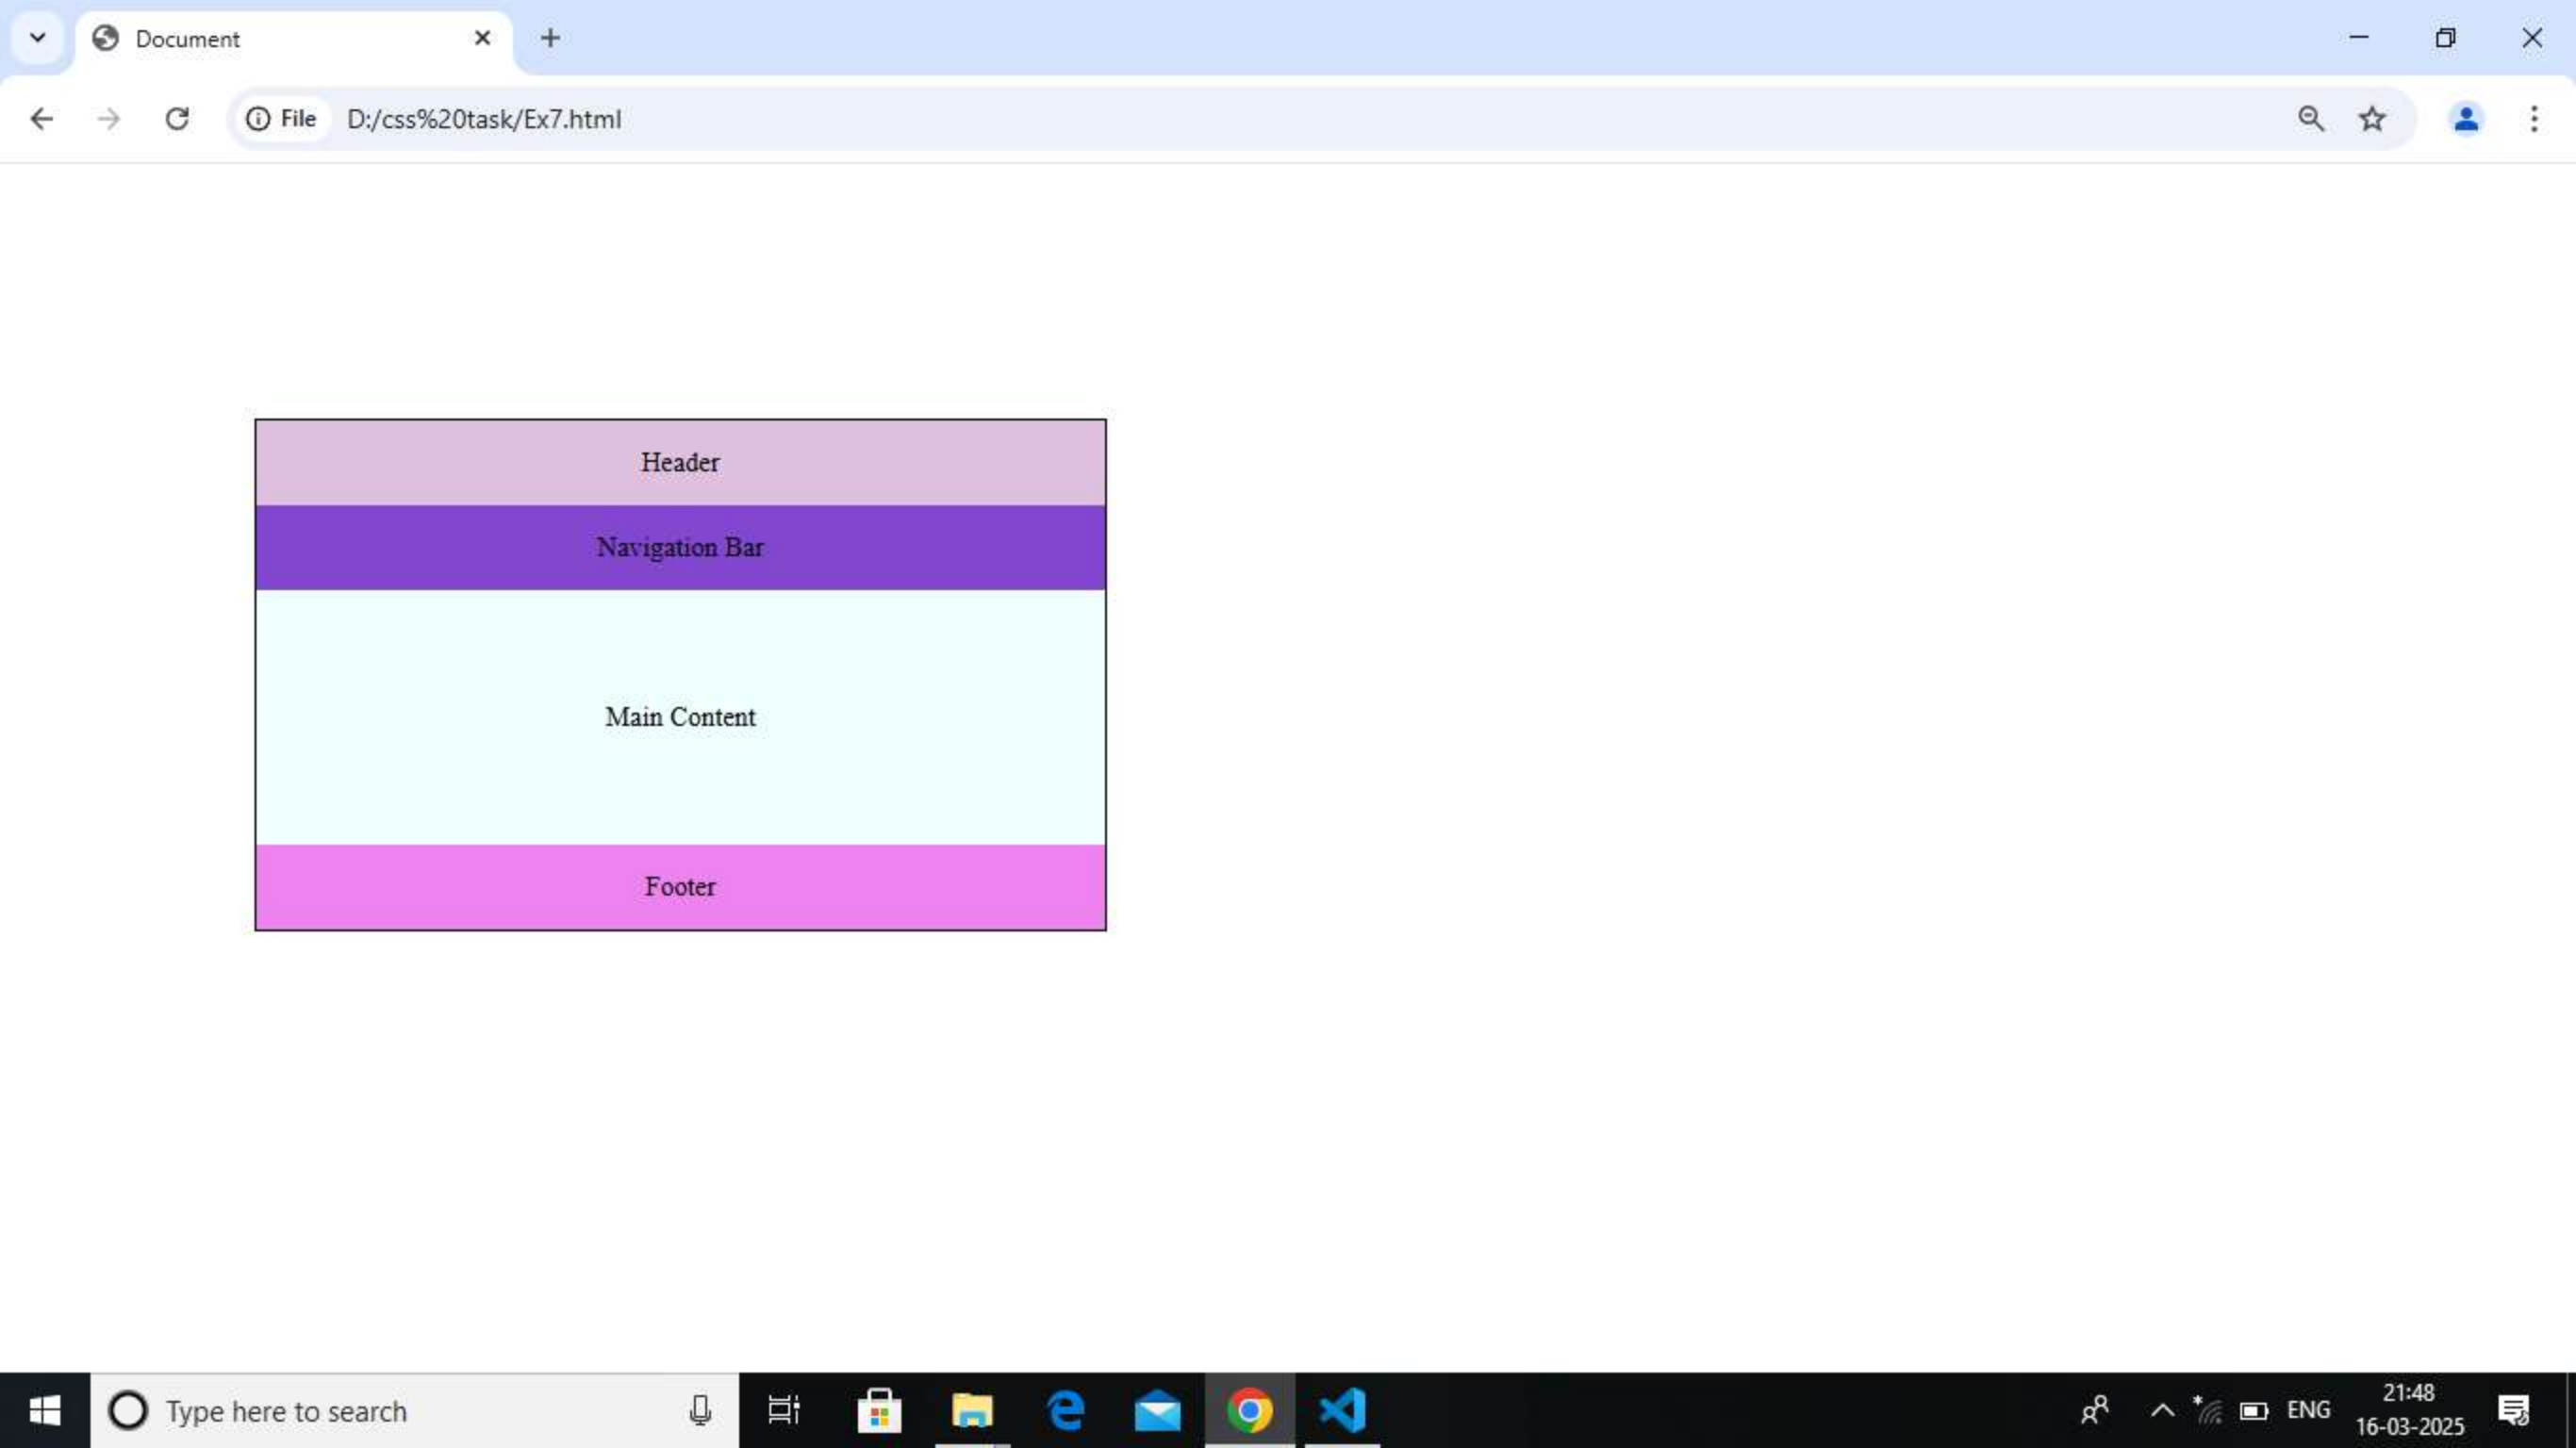 Document
File
D:/css%20task/Ex7.html
Header
Navigation Bar
Main Content
Footer
Type here to search
ENG
21:48
16-03-2025